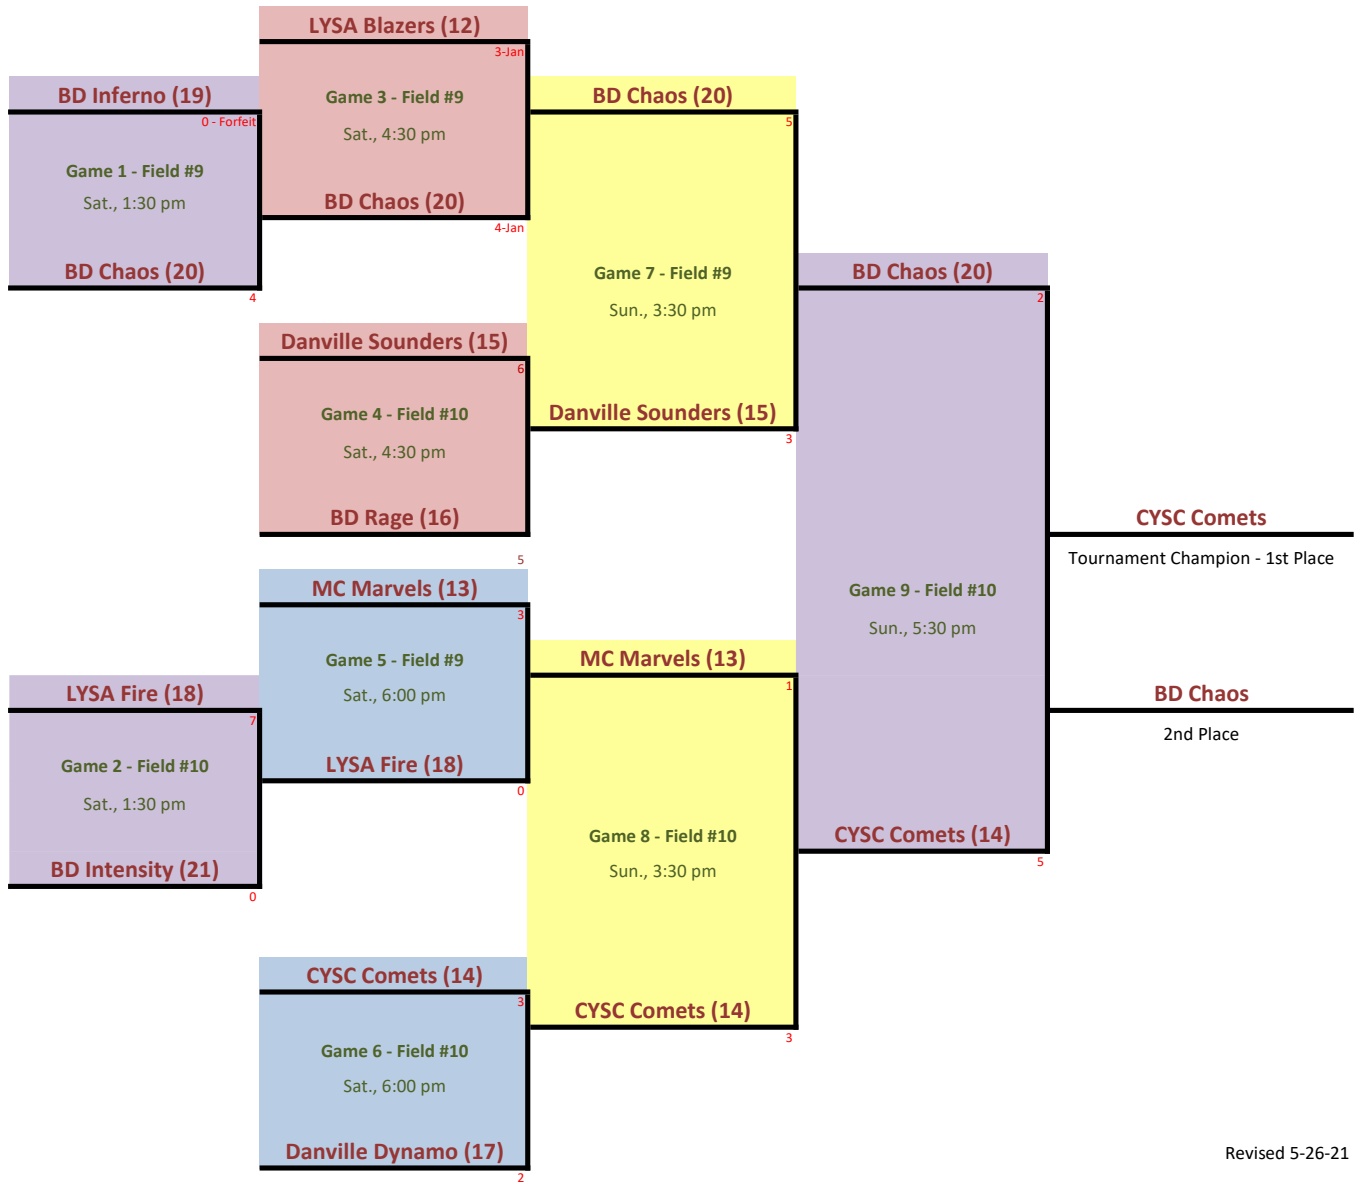 LYSA Blazers (12)
3-Jan
BD Inferno (19)
0 - Forfeit
Game 3 - Field #9
Sat., 4:30 pm
BD Chaos (20)
5
Game 1 - Field #9
Sat., 1:30 pm
BD Chaos (20)
4-Jan
BD Chaos (20)
4
Game 7 - Field #9
Sun., 3:30 pm
BD Chaos (20)
2
Danville Sounders (15)
6
Game 4 - Field #10
Sat., 4:30 pm
Danville Sounders (15)
3
BD Rage (16)
5
CYSC Comets
Tournament Champion - 1st Place
MC Marvels (13)
3
Game 9 - Field #10
Sun., 5:30 pm
Game 5 - Field #9
Sat., 6:00 pm
MC Marvels (13)
1
LYSA Fire (18)
7
BD Chaos
2nd Place
Game 2 - Field #10
Sat., 1:30 pm
LYSA Fire (18)
0
Game 8 - Field #10
Sun., 3:30 pm
CYSC Comets (14)
5
BD Intensity (21)
0
CYSC Comets (14)
3
CYSC Comets (14)
3
Game 6 - Field #10
Sat., 6:00 pm
Danville Dynamo (17)
2
Revised 5-26-21